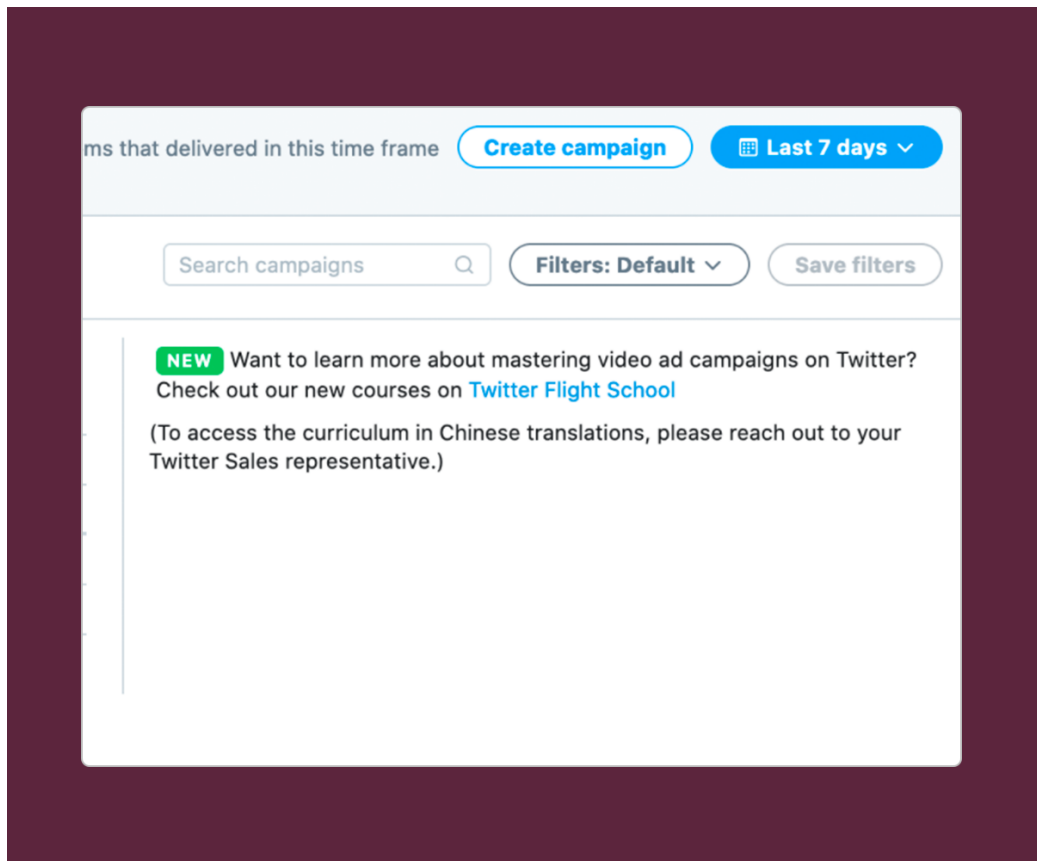 ms that delivered in this time frame Create campaign Last 7 days
Search campaigns Filters: Default Save filters
NEW Want to learn more about mastering video ad campaigns on Twitter?
Check out our new courses on Twitter Flight School
(To access the curriculum in Chinese translations, please reach out to your
Twitter Sales representative.)